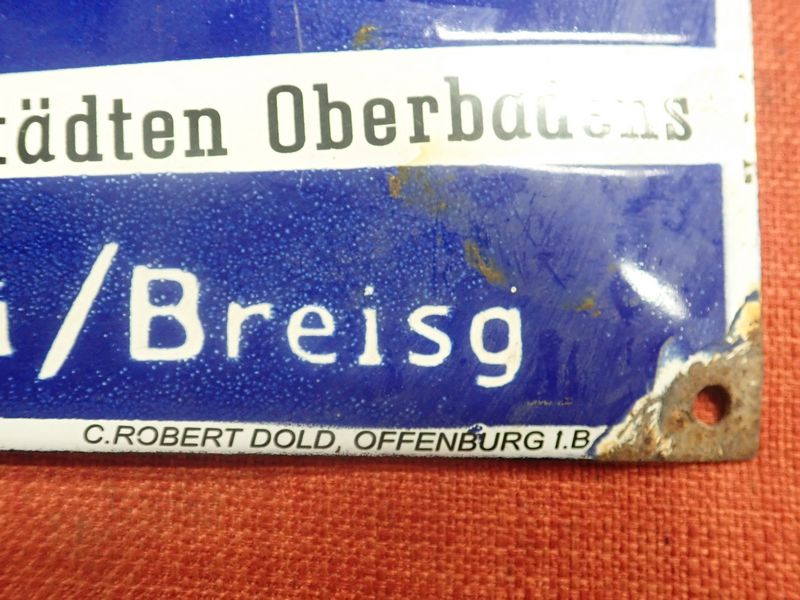 tädten Oberbadens
i/Breisg
C.ROBERT DOLD, OFFENBURG I.B